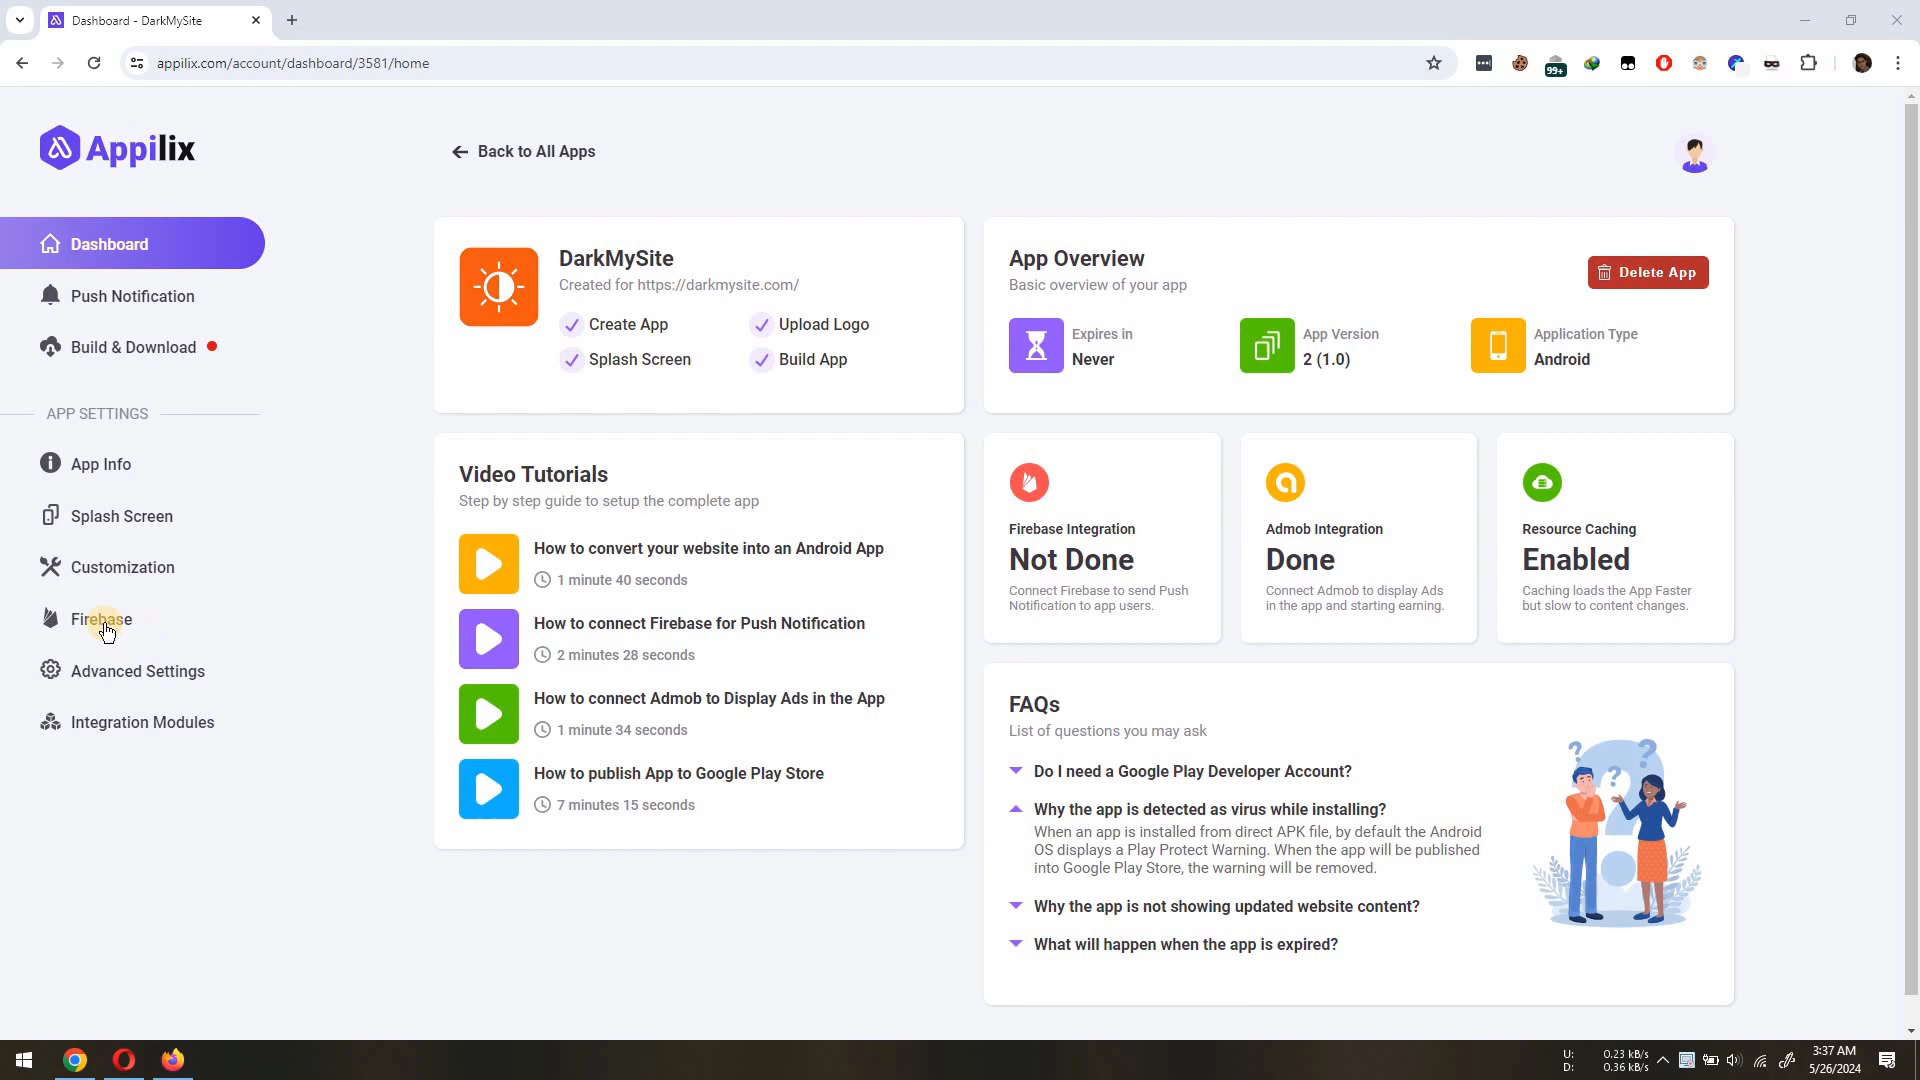 Dashboard - DarkMySite
appilix.com/account/dashboard/3581/home
99+
Appilix
Back to All Apps
Dashboard
Push Notification
Build & Download
APP SETTINGS
App Info
Splash Screen
Customization
Firebase
Advanced Settings
Integration Modules
DarkMySite
Created for https://darkmysite.com/
Create App
Upload Logo
Splash Screen
Build App
App Overview
Basic overview of your app
Delete App
Expires in
Never
App Version
2 (1.0)
Application Type
Android
Video Tutorials
Step by step guide to setup the complete app
How to convert your website into an Android App
1 minute 40 seconds
How to connect Firebase for Push Notification
2 minutes 28 seconds
How to connect Admob to Display Ads in the App
1 minute 34 seconds
How to publish App to Google Play Store
7 minutes 15 seconds
Firebase Integration
Not Done
Connect Firebase to send Push
Notification to app users.
Admob Integration
Done
Connect Admob to display Ads
in the app and starting earning.
Resource Caching
Enabled
Caching loads the App Faster
but slow to content changes.
FAQs
List of questions you may ask
Do I need a Google Play Developer Account?
Why the app is detected as virus while installing?
When an app is installed from direct APK file, by default the Android
OS displays a Play Protect Warning. When the app will be published
into Google Play Store, the warning will be removed.
Why the app is not showing updated website content?
What will happen when the app is expired?
U: 0.23 kB/s
D: 0.36 kB/s
3:37 AM
5/26/2024